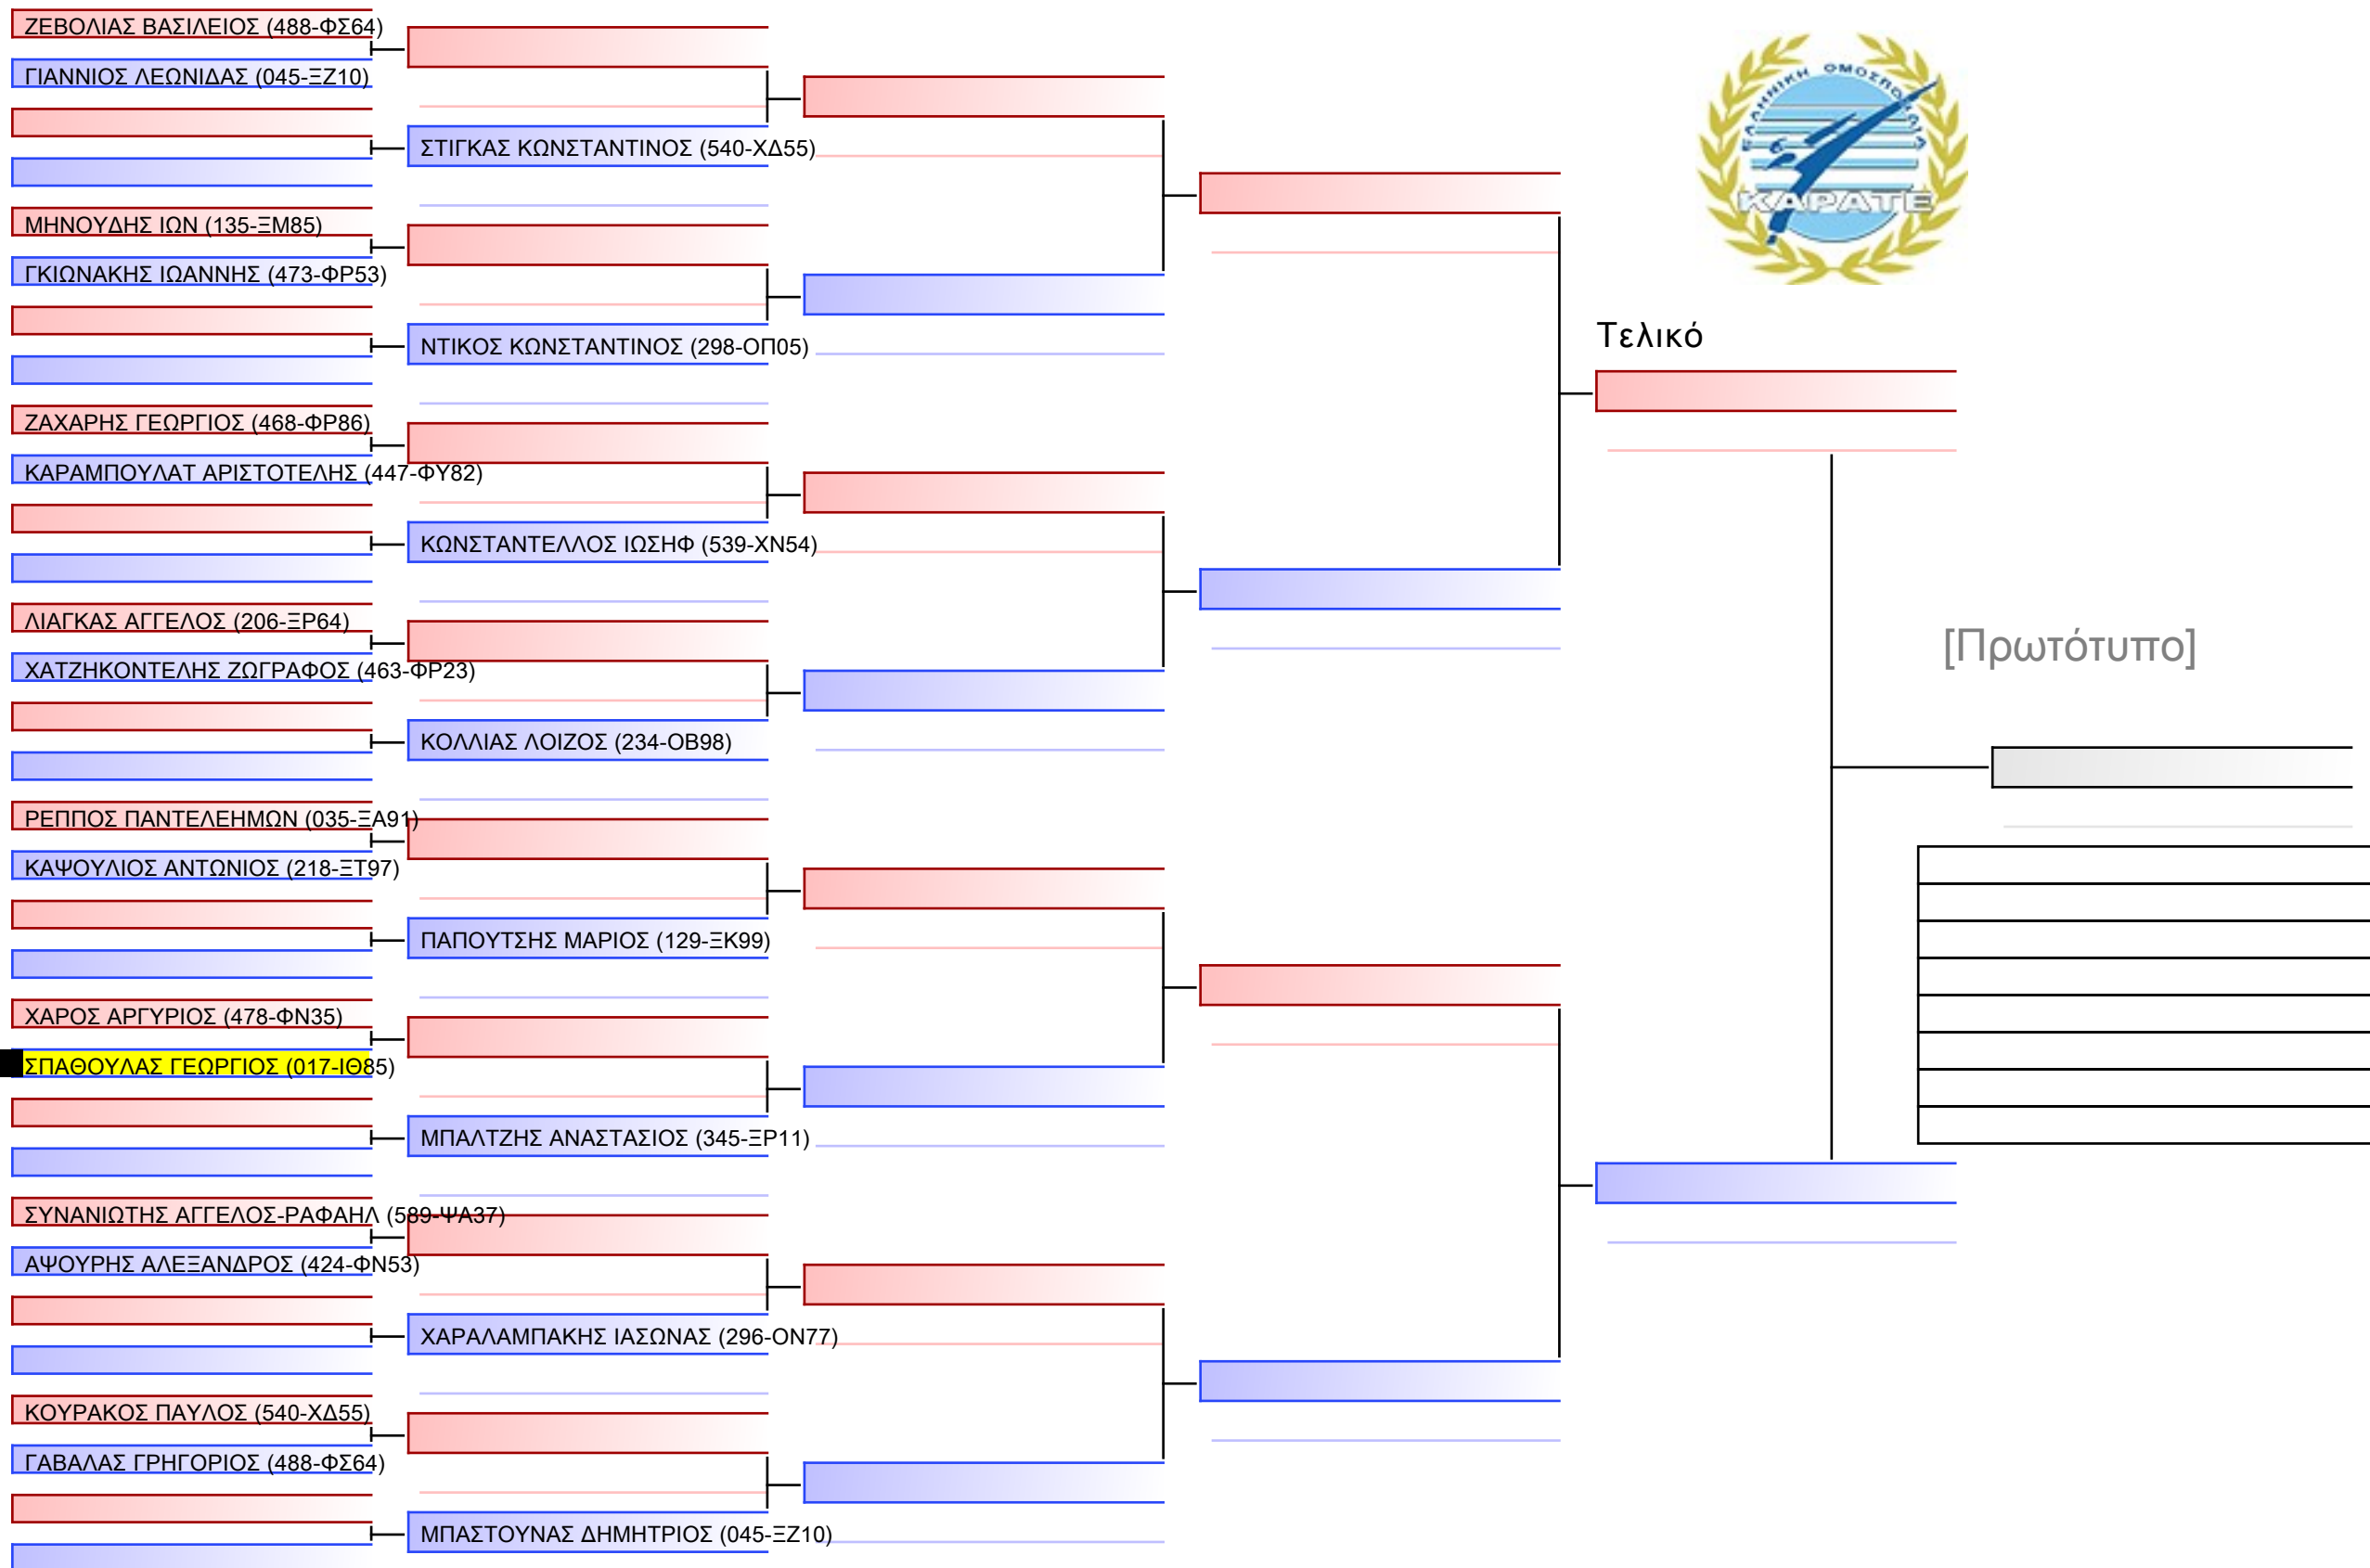 ΖΕΒΟΛΙΑΣ ΒΑΣΙΛΕΙΟΣ (488-ΦΣ64)
ΓΙΑΝΝΙΟΣ ΛΕΩΝΙΔΑΣ (045-ΞΖ10)
ΣΤΙΓΚΑΣ ΚΩΝΣΤΑΝΤΙΝΟΣ (540-ΧΔ55)
ΜΗΝΟΥΔΗΣ ΙΩΝ (135-ΞΜ85)
ΓΚΙΩΝΑΚΗΣ ΙΩΑΝΝΗΣ (473-ΦΡ53)
ΝΤΙΚΟΣ ΚΩΝΣΤΑΝΤΙΝΟΣ (298-ΟΠ05)
ΖΑΧΑΡΗΣ ΓΕΩΡΓΙΟΣ (468-ΦΡ86)
ΚΑΡΑΜΠΟΥΛΑΤ ΑΡΙΣΤΟΤΕΛΗΣ (447-ΦΥ82)
ΚΩΝΣΤΑΝΤΕΛΛΟΣ ΙΩΣΗΦ (539-ΧΝ54)
ΛΙΑΓΚΑΣ ΑΓΓΕΛΟΣ (206-ΞΡ64)
ΧΑΤΖΗΚΟΝΤΕΛΗΣ ΖΩΓΡΑΦΟΣ (463-ΦΡ23)
ΚΟΛΛΙΑΣ ΛΟΙΖΟΣ (234-ΟΒ98)
ΡΕΠΠΟΣ ΠΑΝΤΕΛΕΗΜΩΝ (035-ΞΑ91)
ΚΑΨΟΥΛΙΟΣ ΑΝΤΩΝΙΟΣ (218-ΞΤ97)
ΠΑΠΟΥΤΣΗΣ ΜΑΡΙΟΣ (129-ΞΚ99)
ΧΑΡΟΣ ΑΡΓΥΡΙΟΣ (478-ΦΝ35)
ΣΠΑΘΟΥΛΑΣ ΓΕΩΡΓΙΟΣ (017-ΙΘ85)
ΜΠΑΛΤΖΗΣ ΑΝΑΣΤΑΣΙΟΣ (345-ΞΡ11)
ΣΥΝΑΝΙΩΤΗΣ ΑΓΓΕΛΟΣ-ΡΑΦΑΗΛ (589-ΨΑ37)
ΑΨΟΥΡΗΣ ΑΛΕΞΑΝΔΡΟΣ (424-ΦΝ53)
ΧΑΡΑΛΑΜΠΑΚΗΣ ΙΑΣΩΝΑΣ (296-ΟΝ77)
ΚΟΥΡΑΚΟΣ ΠΑΥΛΟΣ (540-ΧΔ55)
ΓΑΒΑΛΑΣ ΓΡΗΓΟΡΙΟΣ (488-ΦΣ64)
ΜΠΑΣΤΟΥΝΑΣ ΔΗΜΗΤΡΙΟΣ (045-ΞΖ10)
ΕΛΛΗΝΙΚΗ ΟΜΟΣΠΟΝΔΙΑ
ΚΑΡΑΤΕ
Τελικό
[Πρωτότυπο]